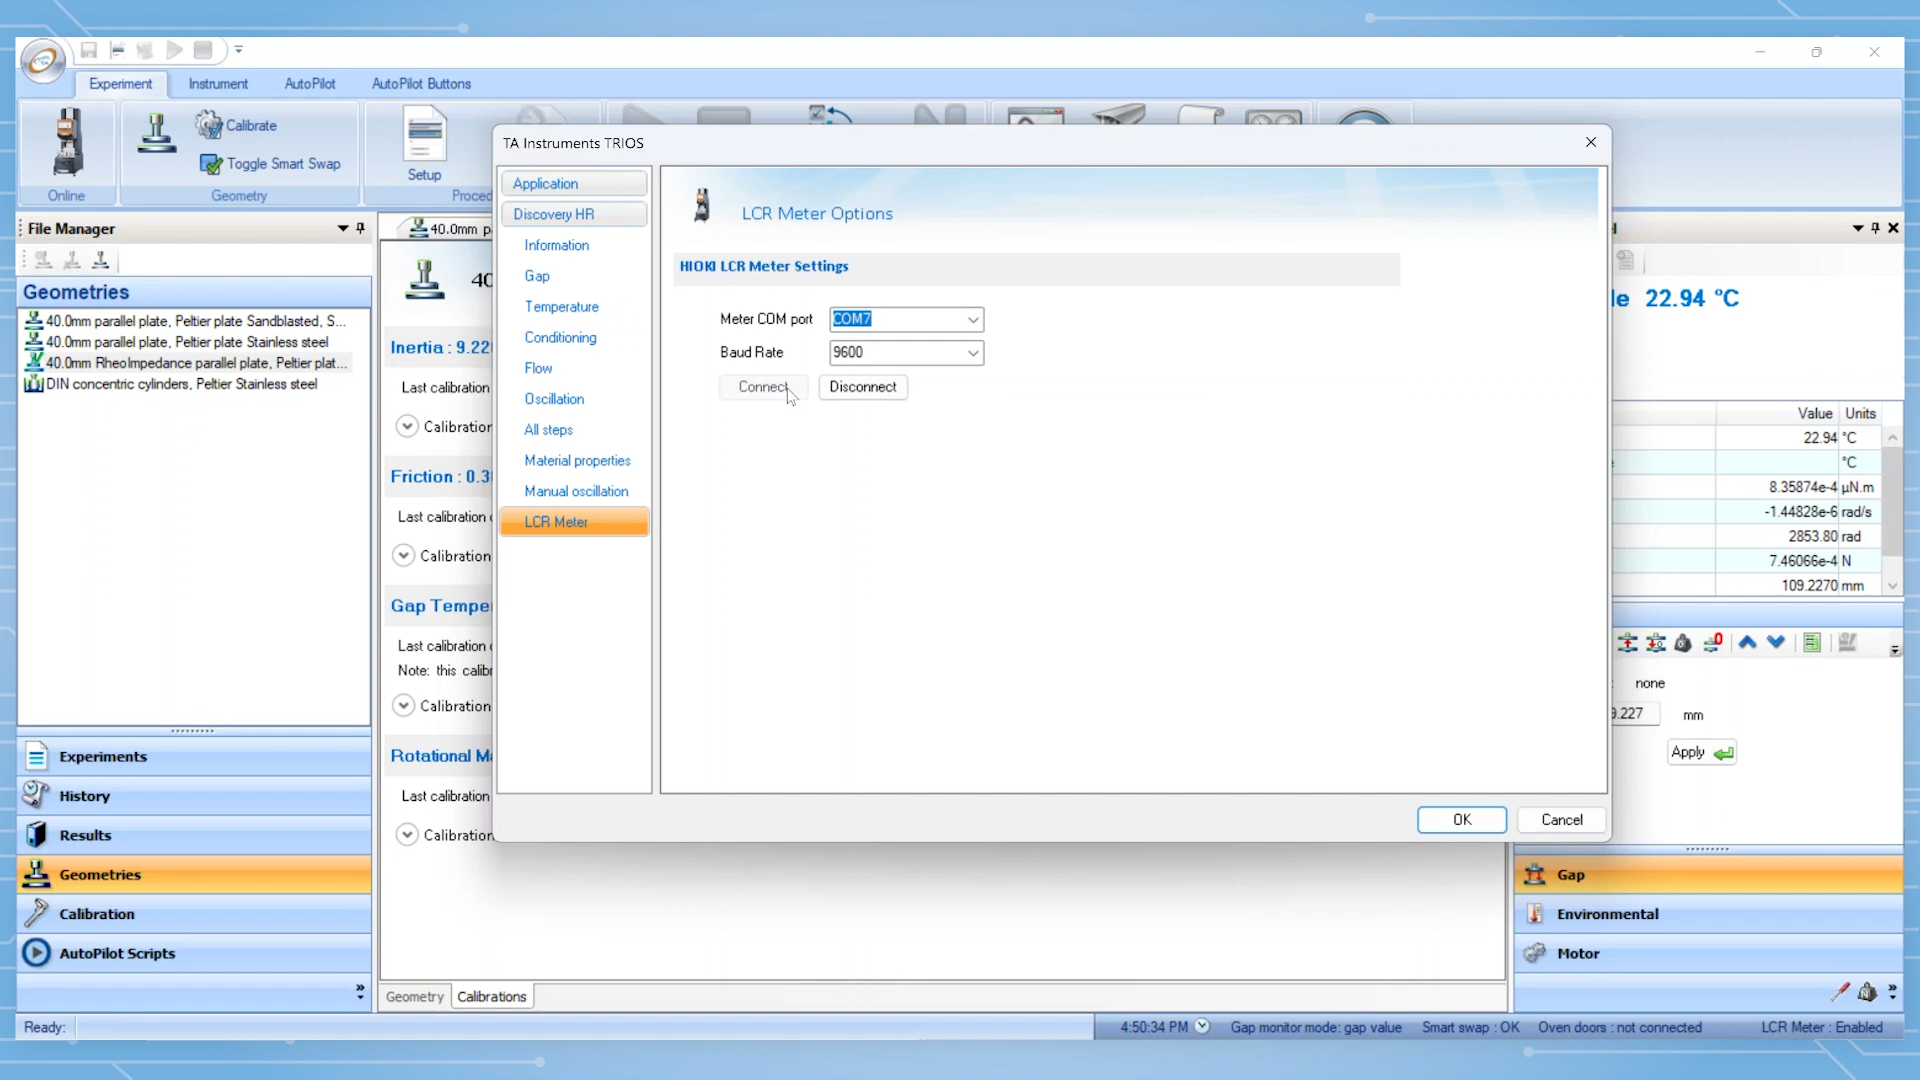 Experiment
Instrument
AutoPilot
AutoPilot Buttons
Calibrate
Toggle Smart Swap
Setup
Online
Geometry
TA Instruments TRIOS
Application
Discovery HR
Information
Gap
Temperature
Conditioning
Flow
Oscillation
All steps
Material properties
Manual oscillation
LCR Meter
LCR Meter Options
HIOKI LCR Meter Settings
Meter COM port
COM7
Baud Rate
9600
Connect
Disconnect
OK
Cancel
File Manager
Geometries
40.0mm parallel plate, Peltier plate Sandblasted, S...
40.0mm parallel plate, Peltier plate Stainless steel
40.0mm RheoImpedance parallel plate, Peltier plat...
DIN concentric cylinders, Peltier Stainless steel
Experiments
History
Results
Geometries
Calibration
AutoPilot Scripts
40.0mm
Last calibration
Calibration
Friction : 0.3
Last calibration
Calibration
Last calibration
Note: this
Calibration
Rotational
Last calibration
Calibration
Geometry
Calibrations
22.94 °C
Value Units
22.94 °C
°C
8.35874e-4 µN.m
-1.44828e-6 rad/s
2853.80 rad
7.46066e-4 N
109.2270 mm
none
mm
Apply
Gap
Environmental
Motor
Ready:
4:50:34 PM
Gap monitor mode: gap value
Smart swap : OK
Oven doors : not connected
LCR Meter : Enabled